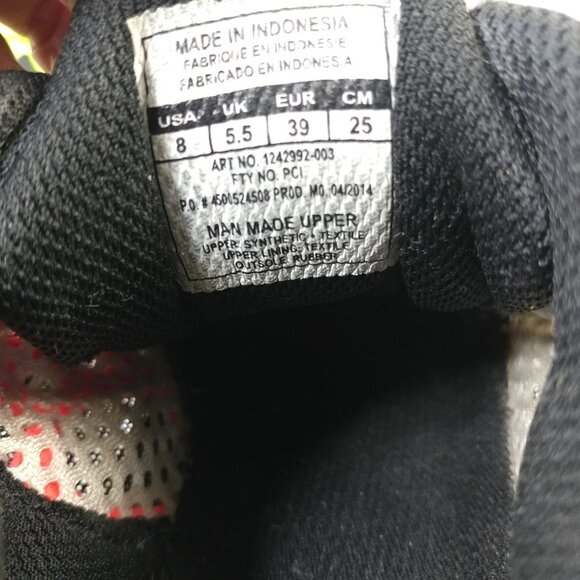 MADE IN INDONESIA
FABRIQUE EN INDONESIE
FABRICADO EN INDONESIA
USA UK EUR CM
8 5.5 39 25
ART NO. 1242992-003
FTY NO. PCI
P.O. # 4500524508 PROD MO. 04/2014
MAN MADE UPPER
UPPER: SYNTHETIC + TEXTILE
UPPER LINING: TEXTILE
OUTSOLE: RUBBER